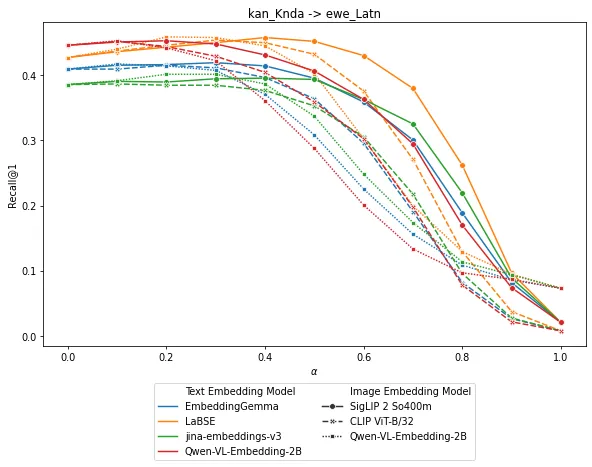 kan_Knda -> ewe_Latn
Recall@1
0.4
0.3
0.2
0.1
0.0
0.0 0.2 0.4 0.6 0.8 1.0
α
Text Embedding Model
EmbeddingGemma
LaBSE
jina-embeddings-v3
Qwen-VL-Embedding-2B
Image Embedding Model
SigLIP 2 So400m
CLIP ViT-B/32
Qwen-VL-Embedding-2B